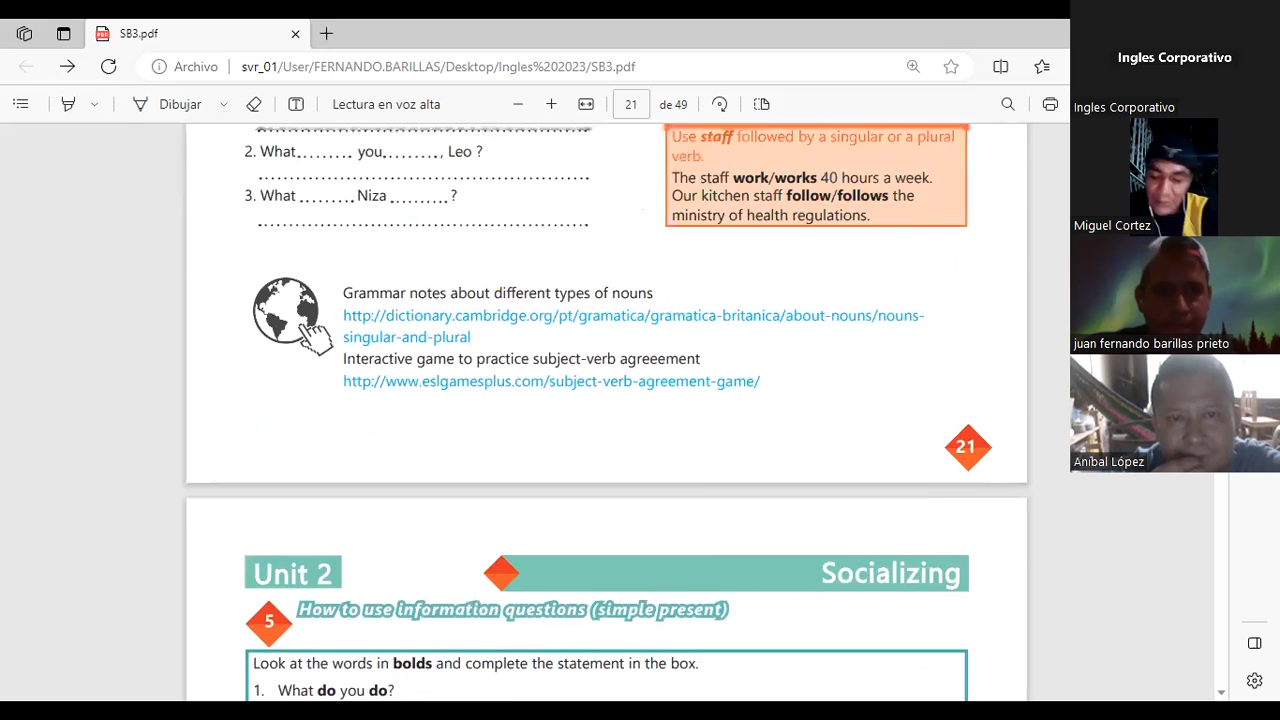 SB3.pdf
Archivo
svr_01/User/FERNANDO.BARILLAS/Desktop/Ingles%202023/SB3.pdf
Dibujar
Lectura en voz alta
21
de 49
2. What......... you........., Leo ?
3. What ......... Niza ......... ?
Use staff followed by a singular or a plural
verb.
The staff work/works 40 hours a week.
Our kitchen staff follow/follows the
ministry of health regulations.
Grammar notes about different types of nouns
http://dictionary.cambridge.org/pt/gramatica/gramatica-britanica/about-nouns/nouns-
singular-and-plural
Interactive game to practice subject-verb agreeement
http://www.eslgamesplus.com/subject-verb-agreement-game/
21
Unit 2
Socializing
5
How to use information questions (simple present)
Look at the words in bolds and complete the statement in the box.
1. What do you do?
Ingles Corporativo
Ingles Corporativo
Miguel Cortez
juan fernando barillas prieto
Aníbal López